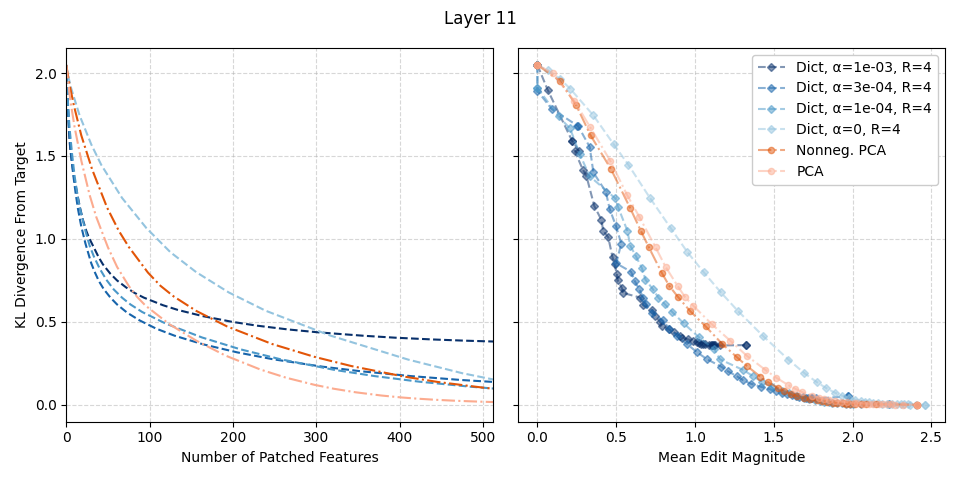 Layer 11
KL Divergence From Target
2.0
1.5
1.0
0.5
0.0
0 100 200 300 400 500
Number of Patched Features
Dict, α=1e-03, R=4
Dict, α=3e-04, R=4
Dict, α=1e-04, R=4
Dict, α=0, R=4
Nonneg. PCA
PCA
0.0 0.5 1.0 1.5 2.0 2.5
Mean Edit Magnitude